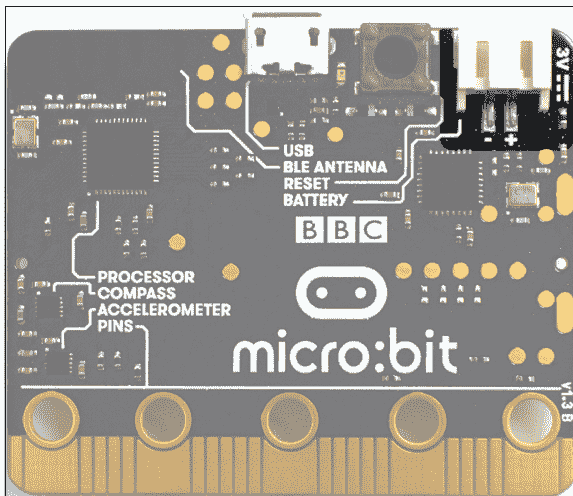 3V
- +
USB
BLE ANTENNA
RESET
BATTERY
BBC
PROCESSOR
COMPASS
ACCELEROMETER
PINS
micro:bit
V1.3 B